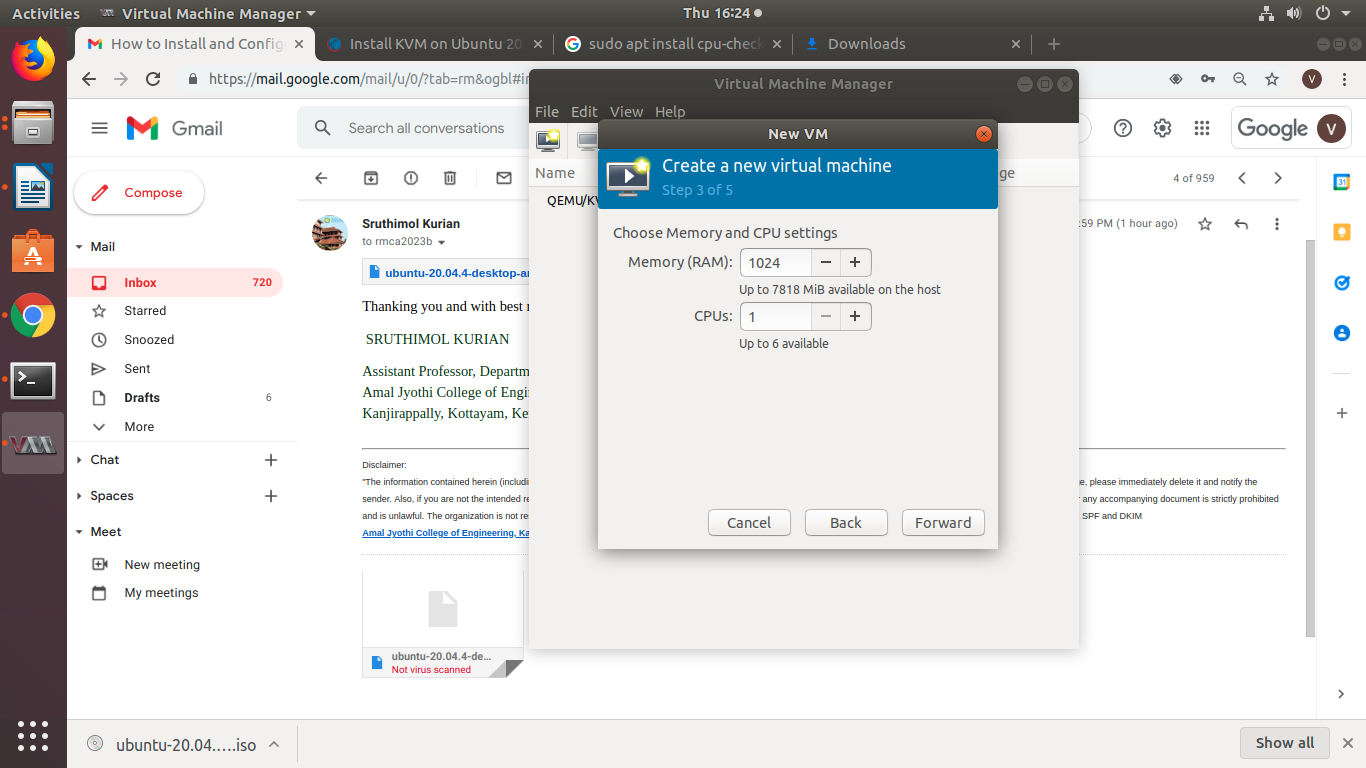 Activities
Virtual Machine Manager
Thu 16:24
How to Install and Config
Install KVM on Ubuntu 20
sudo apt install cpu-check
Downloads
https://mail.google.com/mail/u/0/?tab=rm&ogbl#in
V
Virtual Machine Manager
File Edit View Help
Gmail
Search all conversations
Google
V
New VM
Create a new virtual machine
Step 3 of 5
Name
QEMU/KV
Compose
4 of 959
Mail
Inbox 720
Starred
Snoozed
Sent
Drafts 6
More
Chat
Spaces
Meet
New meeting
My meetings
Sruthimol Kurian
to rmca2023b
:59 PM (1 hour ago)
ubuntu-20.04.4-desktop-a
Thanking you and with best
SRUTHIMOL KURIAN
Assistant Professor, Departm
Amal Jyothi College of Engi
Kanjirappally, Kottayam, Ke
Choose Memory and CPU settings
Memory (RAM): 1024 − +
Up to 7818 MiB available on the host
CPUs: 1 − +
Up to 6 available
Cancel
Back
Forward
Disclaimer:
"The information contained herein (includi
e, please immediately delete it and notify the
sender. Also, if you are not the intended re
any accompanying document is strictly prohibited
and is unlawful. The organization is not re
SPF and DKIM
Amal Jyothi College of Engineering, Ka
ubuntu-20.04.4-de...
Not virus scanned
31
ubuntu-20.04.....iso
Show all